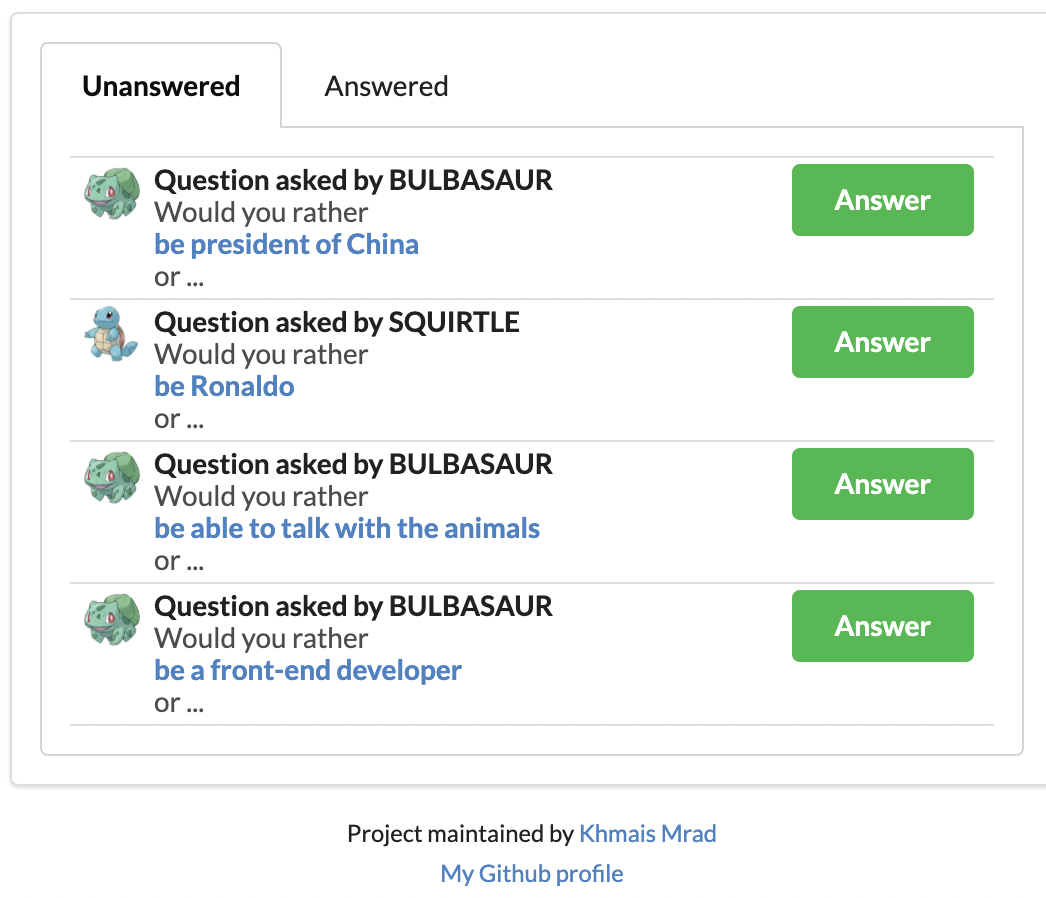 Unanswered Answered
Question asked by BULBASAUR
Answer
Would you rather
be president of China
or ...
Question asked by SQUIRTLE
Answer
Would you rather
be Ronaldo
or ...
Question asked by BULBASAUR
Answer
Would you rather
be able to talk with the animals
or ...
Question asked by BULBASAUR
Answer
Would you rather
be a front-end developer
or ...
Project maintained by Khmais Mrad
My Github profile